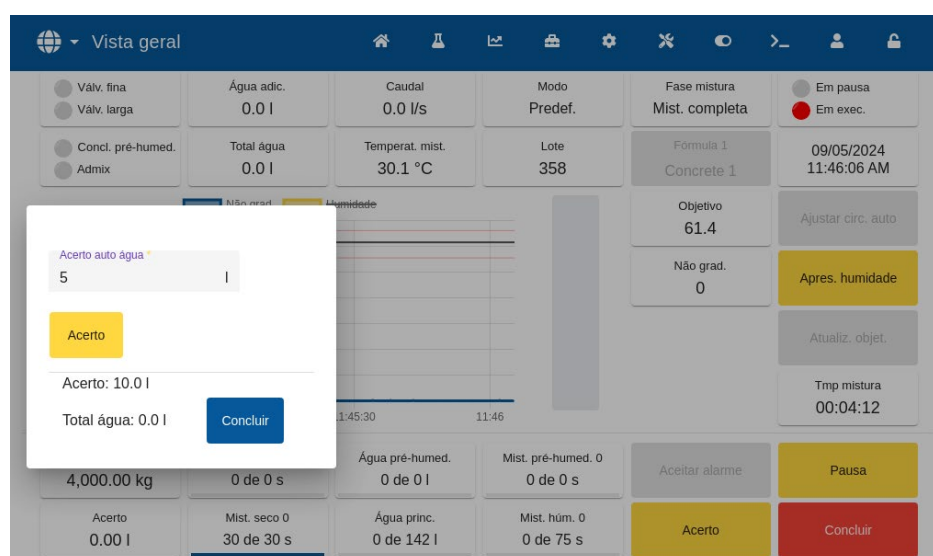 Vista geral
Válv. fina
Válv. larga
Água adic.
0.0 l
Caudal
0.0 l/s
Modo
Predef.
Fase mistura
Mist. completa
Em pausa
Em exec.
Concl. pré-humed.
Admix
Total água
0.0 l
Temperat. mist.
30.1 °C
Lote
358
Fórmula 1
Concrete 1
09/05/2024
11:46:06 AM
Não grad.
Humidade
Objetivo
61.4
Ajustar circ. auto
Acerto auto água *
5 l
Não grad.
0
Apres. humidade
Acerto
Atualiz. objet.
Acerto: 10.0 l
Total água: 0.0 l
Concluir
11:45:30
11:46
Tmp mistura
00:04:12
4,000.00 kg
0 de 0 s
Água pré-humed.
0 de 0 l
Mist. pré-humed. 0
0 de 0 s
Aceitar alarme
Pausa
Acerto
0.00 l
Mist. seco 0
30 de 30 s
Água princ.
0 de 142 l
Mist. húm. 0
0 de 75 s
Acerto
Concluir